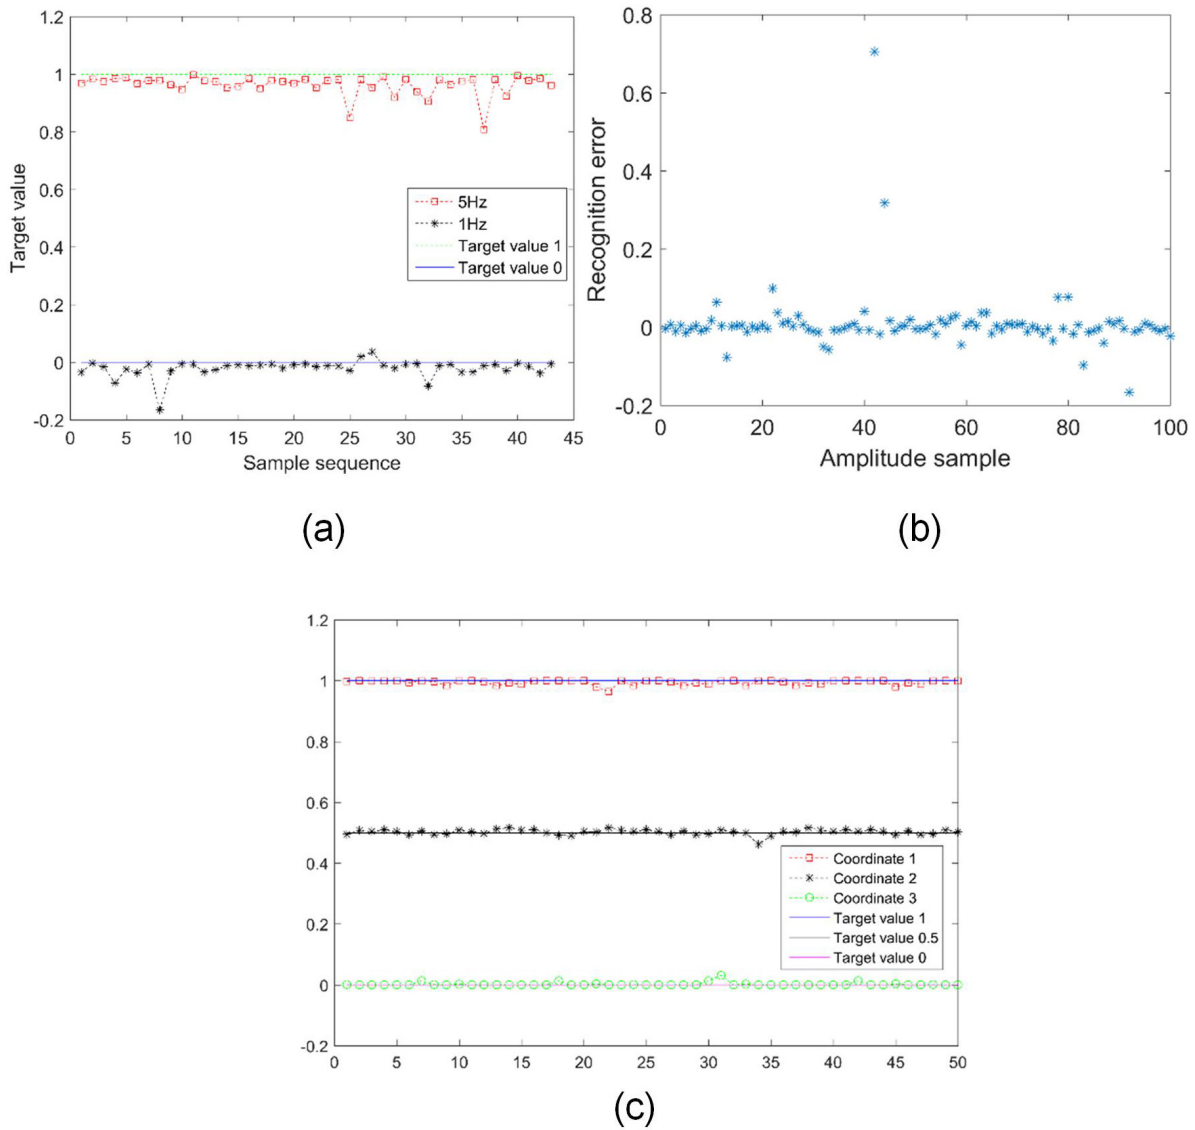 1.2
1
0.8
0.6
0.4
0.2
0
-0.2
Target value
5Hz
1Hz
Target value 1
Target value 0
0 5 10 15 20 25 30 35 40 45
Sample sequence
(a)
0.8
0.6
0.4
0.2
0
-0.2
Recognition error
0 20 40 60 80 100
Amplitude sample
(b)
1.2
1
0.8
0.6
0.4
0.2
0
-0.2
Coordinate 1
Coordinate 2
Coordinate 3
Target value 1
Target value 0.5
Target value 0
0 5 10 15 20 25 30 35 40 45 50
(c)